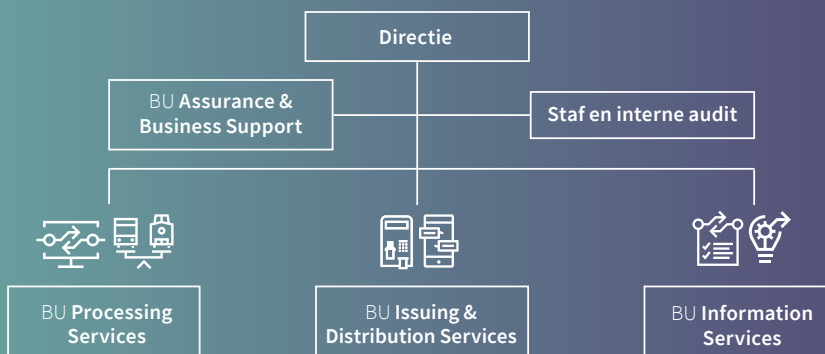 Directie
BU Assurance &
Business Support
Staf en interne audit
BU Processing
Services
BU Issuing &
Distribution Services
BU Information
Services